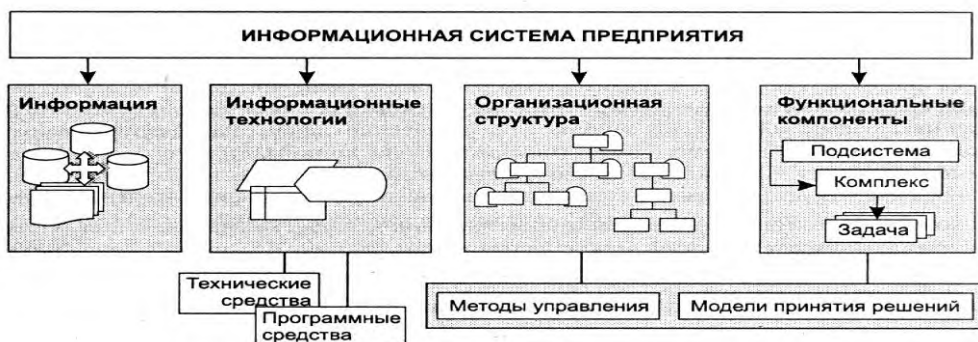 ИНФОРМАЦИОННАЯ СИСТЕМА ПРЕДПРИЯТИЯ
Информация
Информационные
технологии
Организационная
структура
Функциональные
компоненты
Подсистема
Комплекс
Задача
Технические
средства
Программные
средства
Методы управления
Модели принятия решений